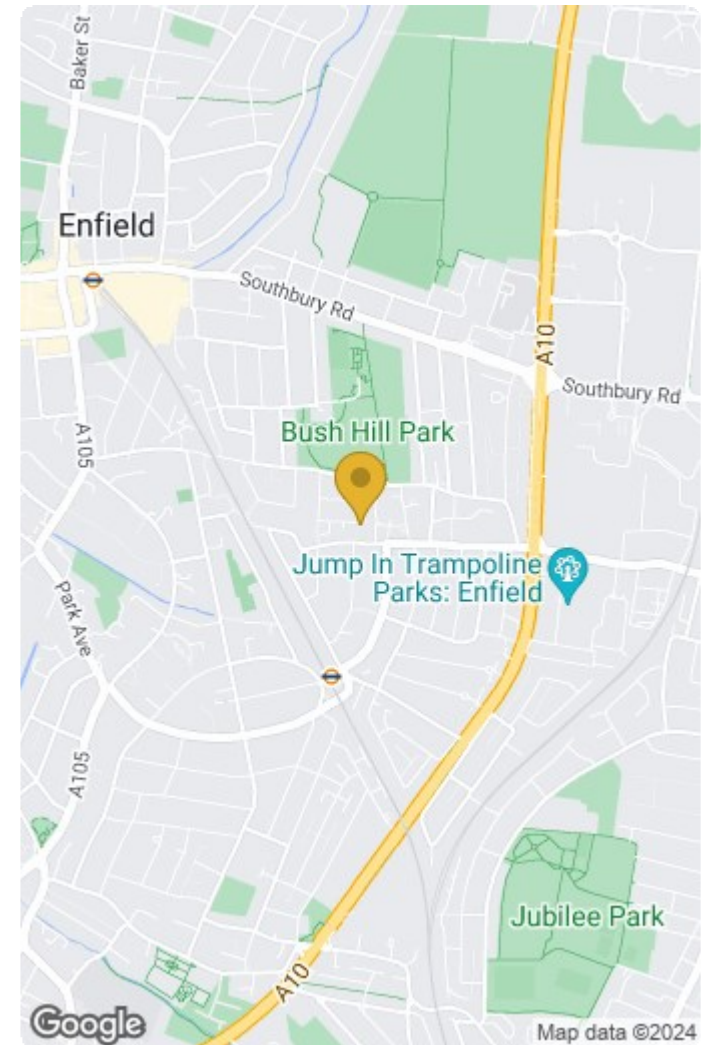 Baker St
Enfield
Southbury Rd
A10
Southbury Rd
Bush Hill Park
A105
Jump In Trampoline
Parks: Enfield
Park Ave
A105
Jubilee Park
A10
Google
Map data ©2024